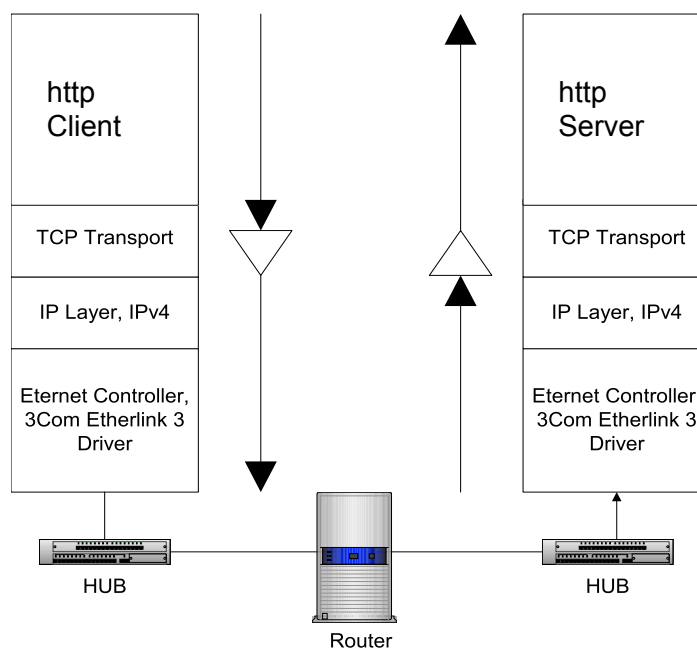 http
Client
TCP Transport
IP Layer, IPv4
Eternet Controller,
3Com Etherlink 3
Driver
HUB
Router
http
Server
TCP Transport
IP Layer, IPv4
Eternet Controller
3Com Etherlink 3
Driver
HUB